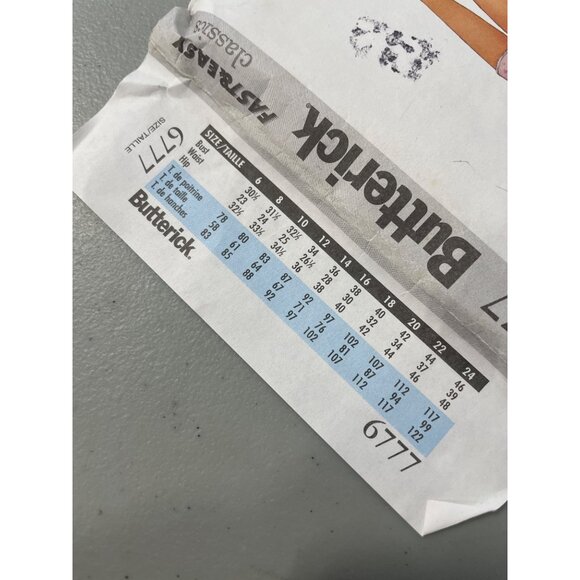 Butterick FAST&EASY
classics
SIZE/TAILLE
6777
SIZE/TAILLE 6 8 10 12 14 16 18 20 22 24
Bust 30½ 31½ 32½ 34 36 38 40 42 44 46
Waist 23 24 25 26½ 28 30 32 34 37 39
Hip 32½ 33½ 34½ 36 38 40 42 44 46 48
T. de poitrine 78 80 83 87 92 97 102 107 112 117
T. de taille 58 61 64 67 71 76 81 87 94 99
T. de hanches 83 85 88 92 97 102 107 112 117 122
Butterick
6777